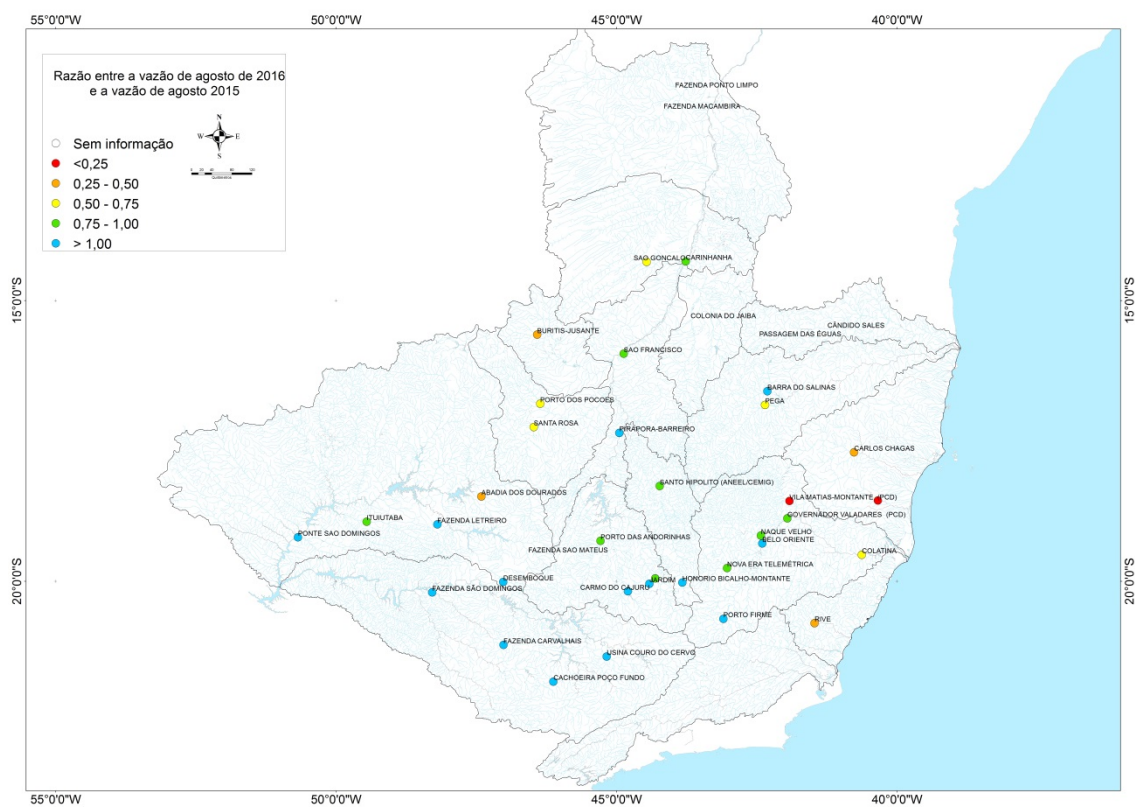 55°0'0"W
50°0'0"W
45°0'0"W
40°0'0"W
Razão entre a vazão de agosto de 2016
e a vazão de agosto 2015
N
W
E
S
Sem informação
<0,25
0,25 - 0,50
0,50 - 0,75
0,75 - 1,00
> 1,00
FAZENDA PONTO LIMPO
FAZENDA MACAMBIRA
SAO GONCALO
CARINHANHA
15°0'0"S
15°0'0"S
COLONIA DO JAIBA
CÂNDIDO SALES
PASSAGEM DAS ÉGUAS
BURITIS-JUSANTE
SAO FRANCISCO
BARRA DO SALINAS
PEGA
PORTO DOS POCOES
SANTA ROSA
PIRAPORA-BARREIRO
CARLOS CHAGAS
SANTO HIPOLITO (ANEEL/CEMIG)
ABADIA DOS DOURADOS
VILA MATIAS-MONTANTE (PCD)
ITUIUTABA
FAZENDA LETREIRO
GOVERNADOR VALADARES (PCD)
PONTE SAO DOMINGOS
NAQUE VELHO
BELO ORIENTE
PORTO DAS ANDORINHAS
FAZENDA SAO MATEUS
COLATINA
NOVA ERA TELEMÉTRICA
20°0'0"S
20°0'0"S
DESEMBOQUE
JARDIM
HONORIO BICALHO-MONTANTE
FAZENDA SÃO DOMINGOS
CARMO DO CAJURU
PORTO FIRME
RIVE
FAZENDA CARVALHAIS
USINA COURO DO CERVO
CACHOEIRA POÇO FUNDO
55°0'0"W
50°0'0"W
45°0'0"W
40°0'0"W